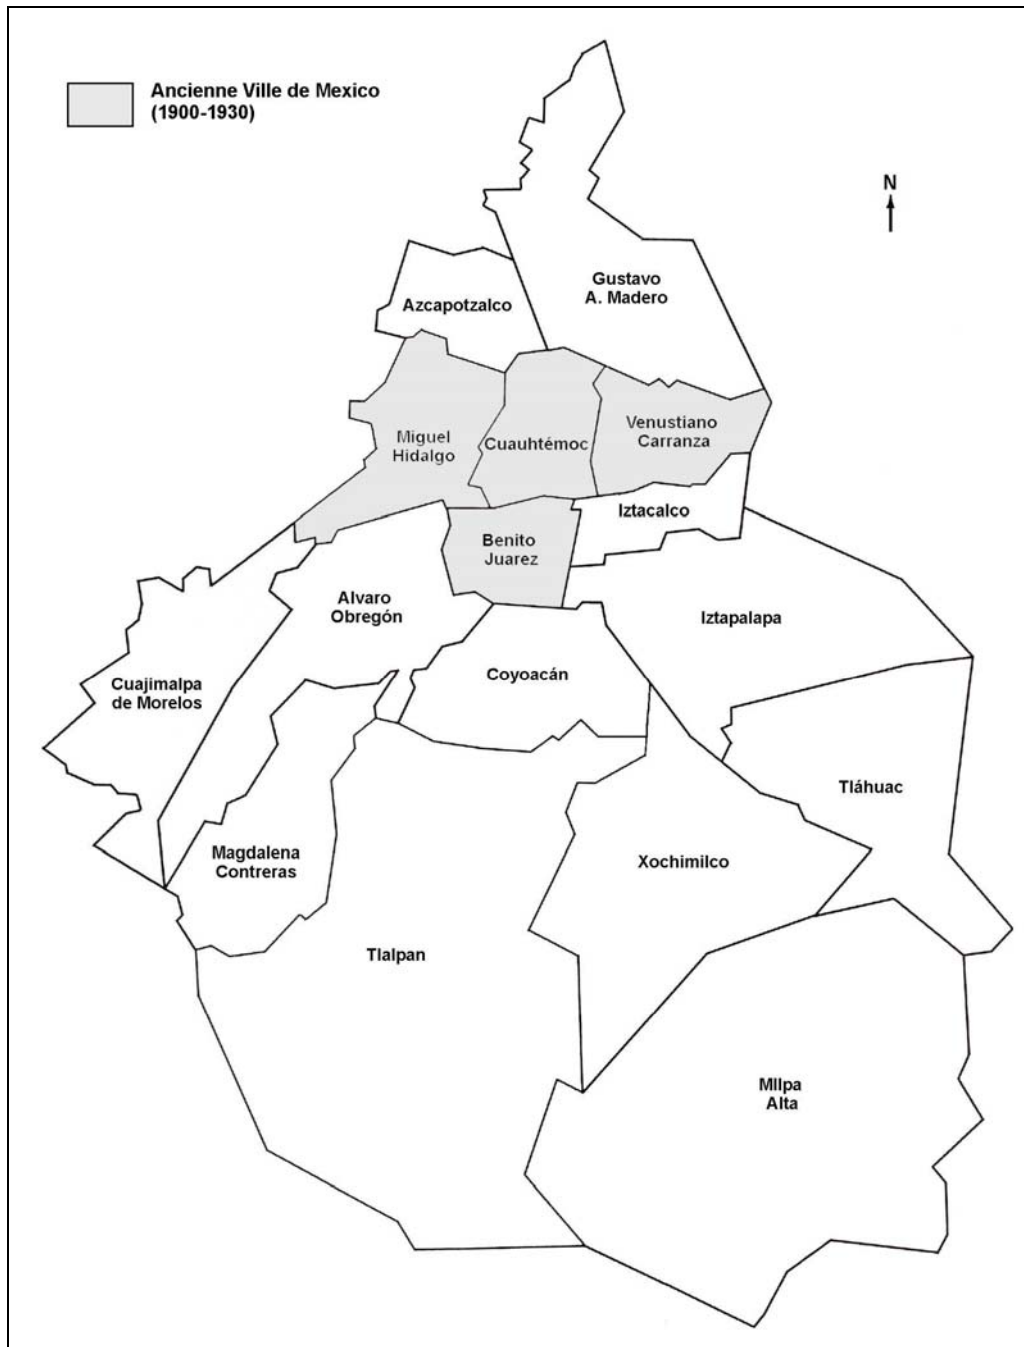 Ancienne Ville de Mexico
(1900-1930)
N
Gustavo
A. Madero
Azcapotzalco
Venustiano
Carranza
Miguel
Hidalgo
Cuauhtémoc
Iztacalco
Benito
Juarez
Alvaro
Obregón
Iztapalapa
Coyoacán
Cuajimalpa
de Morelos
Tláhuac
Magdalena
Contreras
Xochimilco
Tlalpan
Milpa
Alta